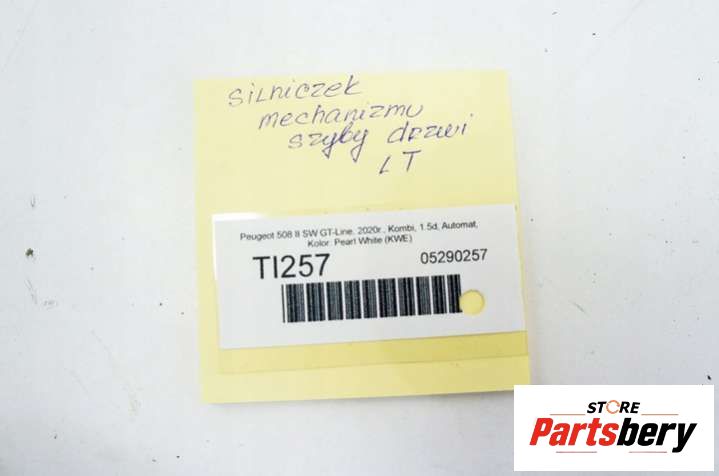 silniczek
mechanizmu
szyby drzwi
LT
Peugeot 508 II SW GT-Line. 2020r., Kombi, 1.5d, Automat,
Kolor: Pearl White (KWE)
TI257 05290257
STORE
Partsbery